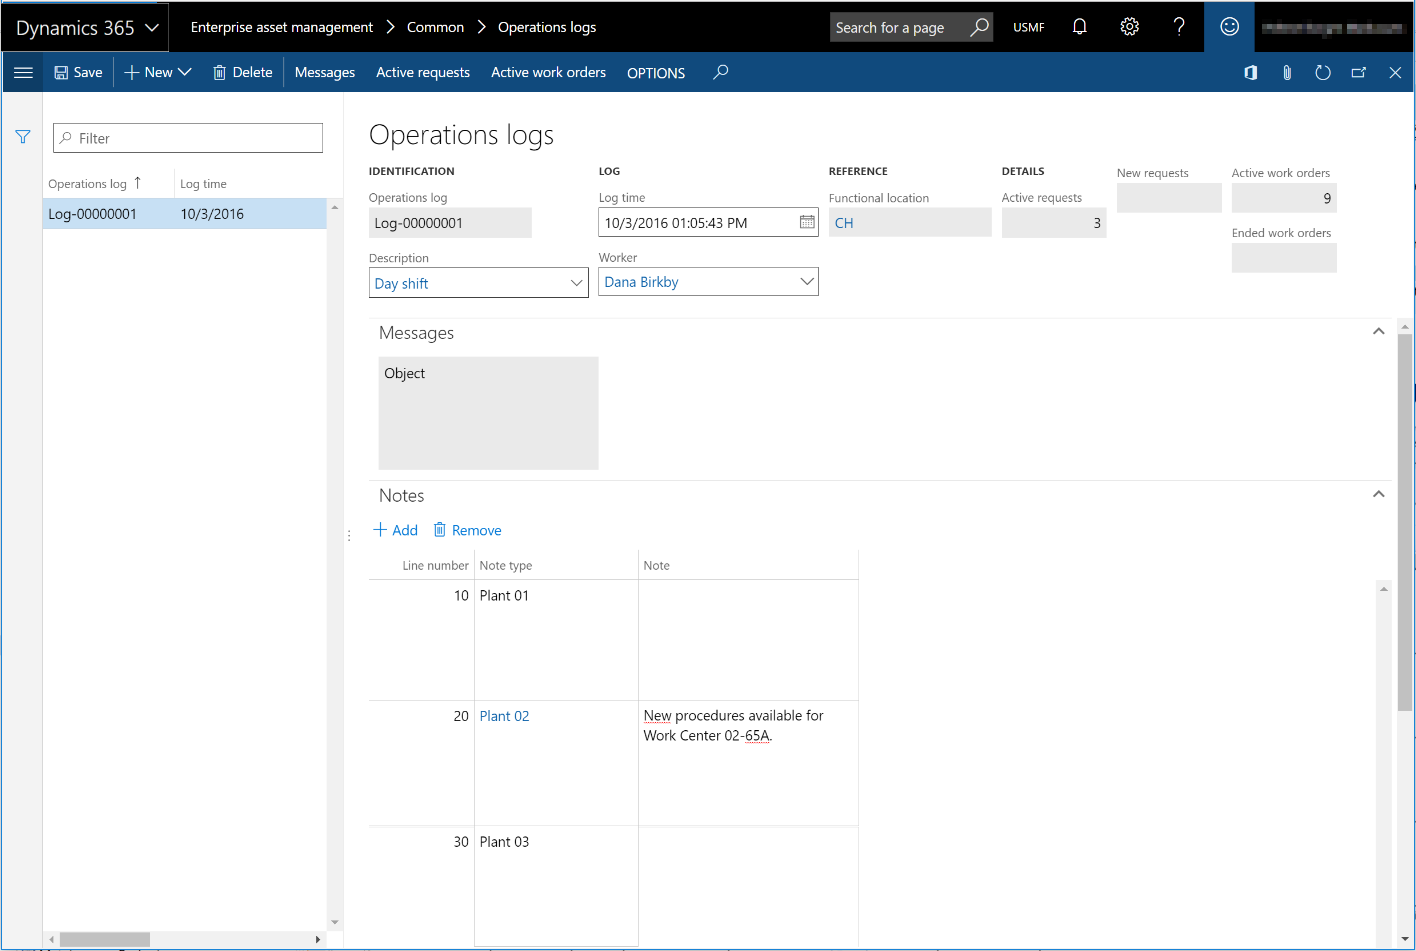 Dynamics 365
Enterprise asset management > Common > Operations logs
Search for a page
USMF
?
Save
New
Delete
Messages
Active requests
Active work orders
OPTIONS
Filter
Operations log
Log time
Log-00000001
10/3/2016
Operations logs
IDENTIFICATION
Operations log
Log-00000001
Description
Day shift
LOG
Log time
10/3/2016 01:05:43 PM
Worker
Dana Birkby
REFERENCE
Functional location
CH
DETAILS
Active requests
3
New requests
Active work orders
9
Ended work orders
Messages
Object
Notes
Add
Remove
Line number
Note type
Note
10
Plant 01
20
Plant 02
New procedures available for
Work Center 02-65A.
30
Plant 03